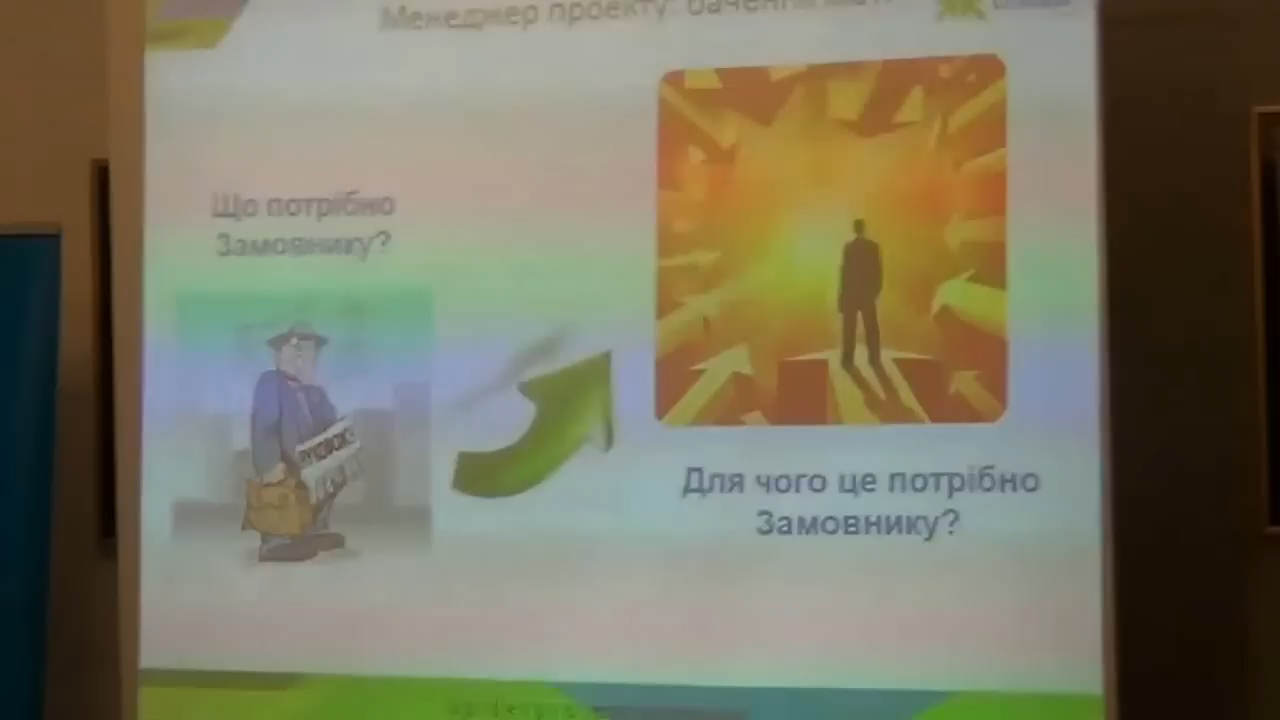 Менеджер проекту: бачення
Що потрібно
Замовнику?
Для чого це потрібно
Замовнику?